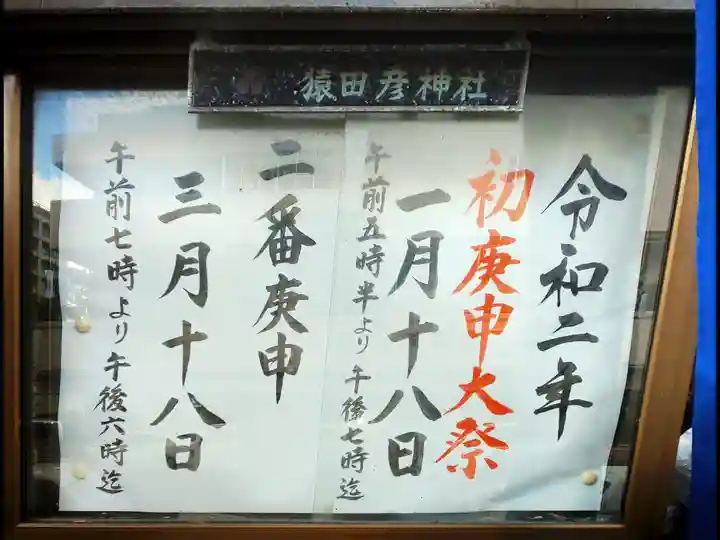 猿田彦神社
令和二年
初庚申大祭
一月十八日
午前五時半より午後七時迄
二番庚申
三月十八日
午前七時より午後六時迄